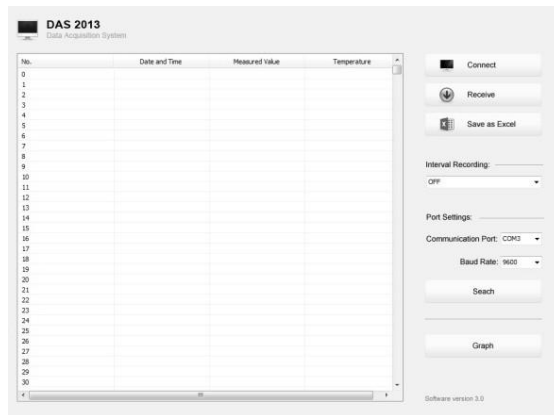 DAS 2013
Data Acquisition System
No. Date and Time Measured Value Temperature
0
1
2
3
4
5
6
7
8
9
10
11
12
13
14
15
16
17
18
19
20
21
22
23
24
25
26
27
28
29
30
Connect
Receive
Save as Excel
Interval Recording:
OFF
Port Settings:
Communication Port: COM3
Baud Rate: 9600
Seach
Graph
Software version 3.0